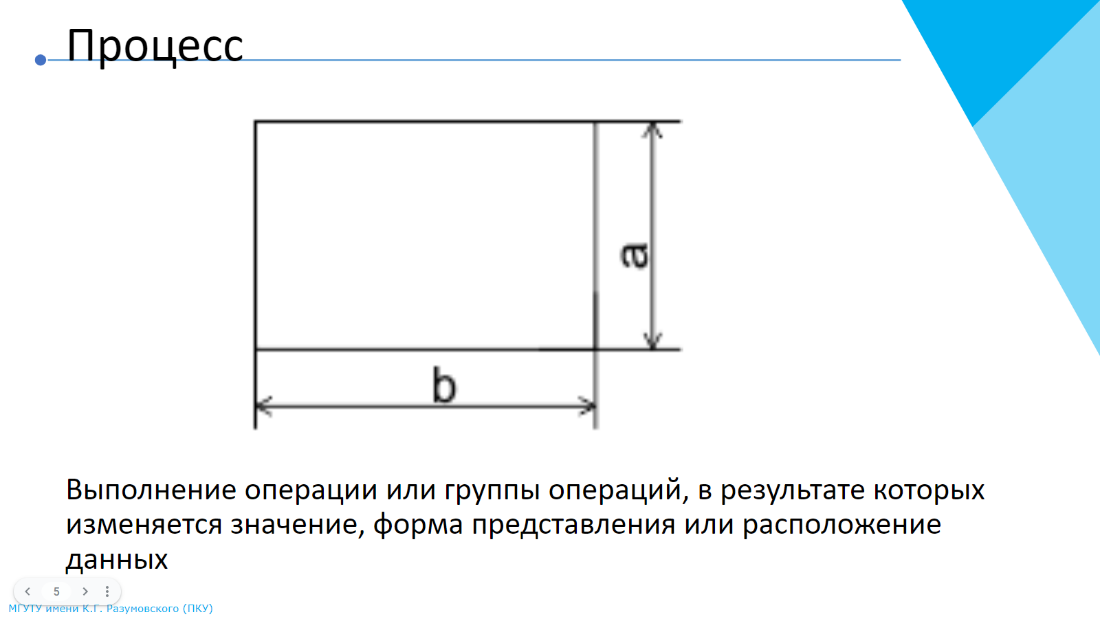 Процесс
a
b
Выполнение операции или группы операций, в результате которых
изменяется значение, форма представления или расположение
данных
5
МГУТУ имени К.Г. Разумовского (ПКУ)